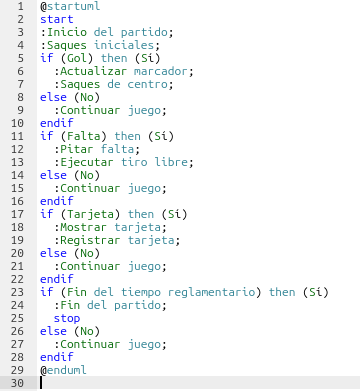 1 @startuml
2 start
3 :Inicio del partido;
4 :Saques iniciales;
5 if (Gol) then (Sí)
6   :Actualizar marcador;
7   :Saques de centro;
8 else (No)
9   :Continuar juego;
10 endif
11 if (Falta) then (Sí)
12   :Pitar falta;
13   :Ejecutar tiro libre;
14 else (No)
15   :Continuar juego;
16 endif
17 if (Tarjeta) then (Sí)
18   :Mostrar tarjeta;
19   :Registrar tarjeta;
20 else (No)
21   :Continuar juego;
22 endif
23 if (Fin del tiempo reglamentario) then (Sí)
24   :Fin del partido;
25   stop
26 else (No)
27   :Continuar juego;
28 endif
29 @enduml
30